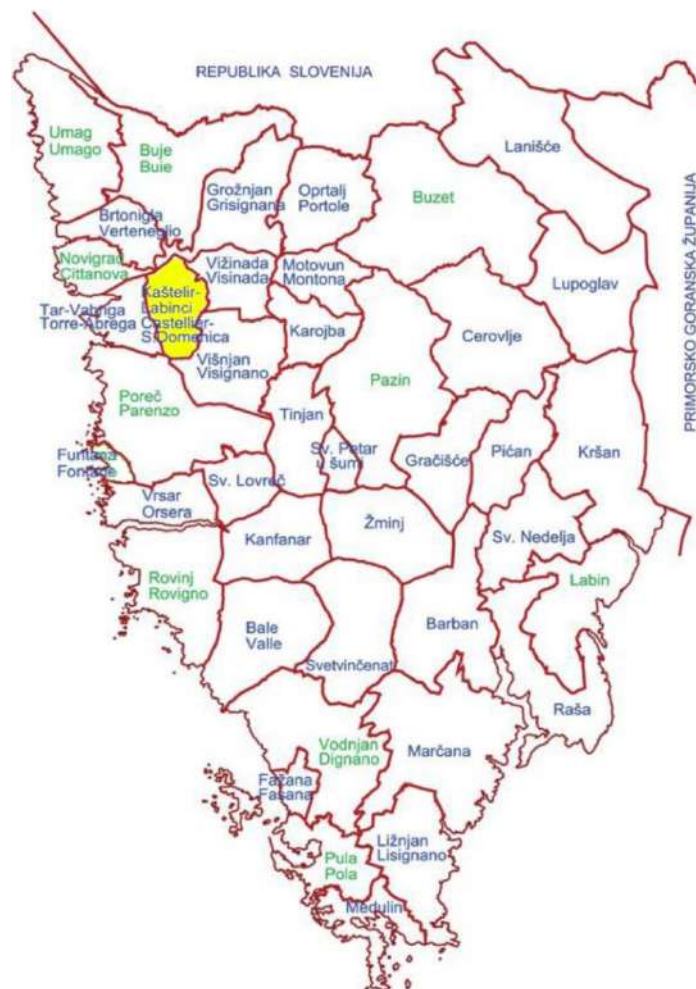 REPUBLIKA SLOVENIJA
PRIMORSKO GORANSKA ŽUPANIJA
Umag
Umago
Buje
Buie
Lanišće
Grožnjan
Grisignana
Oprtalj
Portole
Buzet
Brtonigla
Verteneglio
Novigrad
Cittanova
Vižinada
Visinada
Motovun
Montona
Lupoglav
Kaštelir-
Labinci
Castellier-
S.Domenica
Tar-Vabriga
Torre-Abrega
Karojba
Cerovlje
Višnjan
Visignano
Pazin
Poreč
Parenzo
Tinjan
Sv. Petar
u šumi
Gračišće
Pićan
Kršan
Funtana
Fontane
Sv. Lovreč
Vrsar
Orsera
Kanfanar
Žminj
Sv. Nedelja
Rovinj
Rovigno
Labin
Bale
Valle
Barban
Svetvinčenat
Raša
Vodnjan
Dignano
Marčana
Fažana
Fasana
Ližnjan
Lisignano
Pula
Pola
Medulin